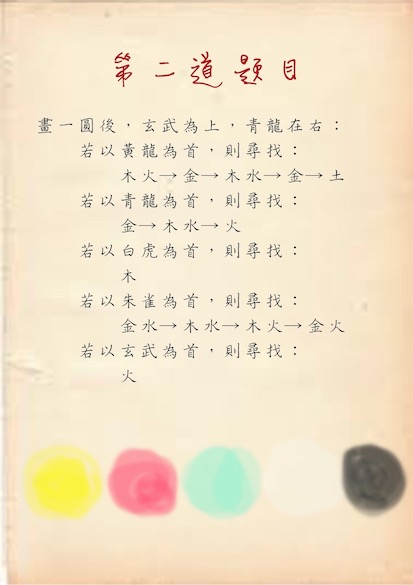 第二道題目
畫一圓後，玄武為上，青龍在右：
若以黃龍為首，則尋找：
木火→金→木水→金→土
若以青龍為首，則尋找：
金→木水→火
若以白虎為首，則尋找：
木
若以朱雀為首，則尋找：
金水→木水→木火→金火
若以玄武為首，則尋找：
火